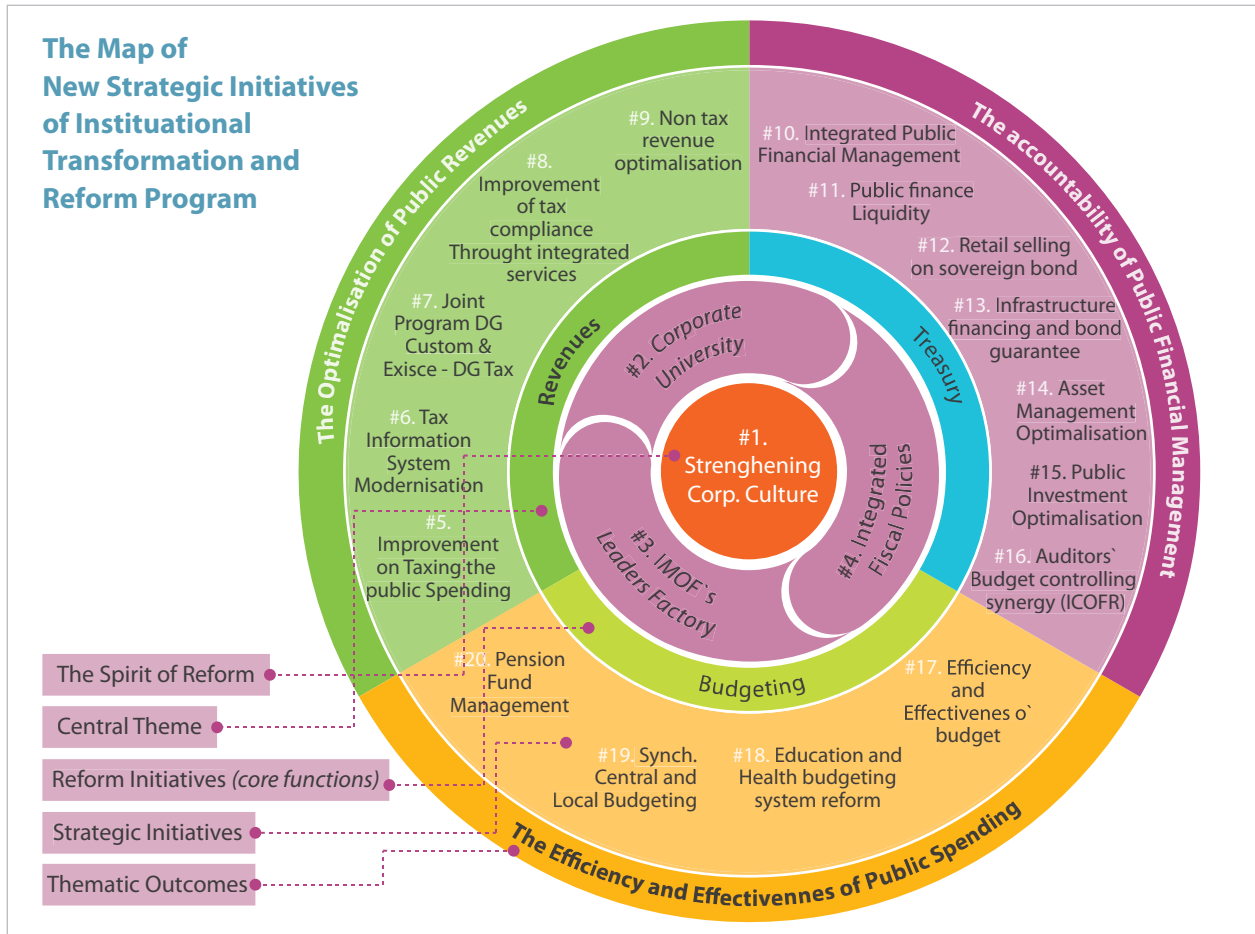 The Map of
New Strategic Initiatives
of Instituational
Transformation and
Reform Program
The Optimalisation of Public Revenues
The accountability of Public Financial Management
The Efficiency and Effectivennes of Public Spending
Revenues
Treasury
Budgeting
#1.
Strenghening
Corp. Culture
#2. Corporate
University
#3. IMOF`s
Leaders Factory
#4. Integrated
Fiscal Policies
#5.
Improvement
on Taxing the
public Spending
#6. Tax
Information
System
Modernisation
#7. Joint
Program DG
Custom &
Exisce - DG Tax
#8.
Improvement
of tax
compliance
Throught integrated
services
#9. Non tax
revenue
optimalisation
#10. Integrated Public
Financial Management
#11. Public finance
Liquidity
#12. Retail selling
on sovereign bond
#13. Infrastructure
financing and bond
guarantee
#14. Asset
Management
Optimalisation
#15. Public
Investment
Optimalisation
#16. Auditors`
Budget controlling
synergy (ICOFR)
#17. Efficiency
and
Effectivenes o`
budget
#18. Education and
Health budgeting
system reform
#19. Synch.
Central and
Local Budgeting
#20. Pension
Fund
Management
The Spirit of Reform
Central Theme
Reform Initiatives (core functions)
Strategic Initiatives
Thematic Outcomes